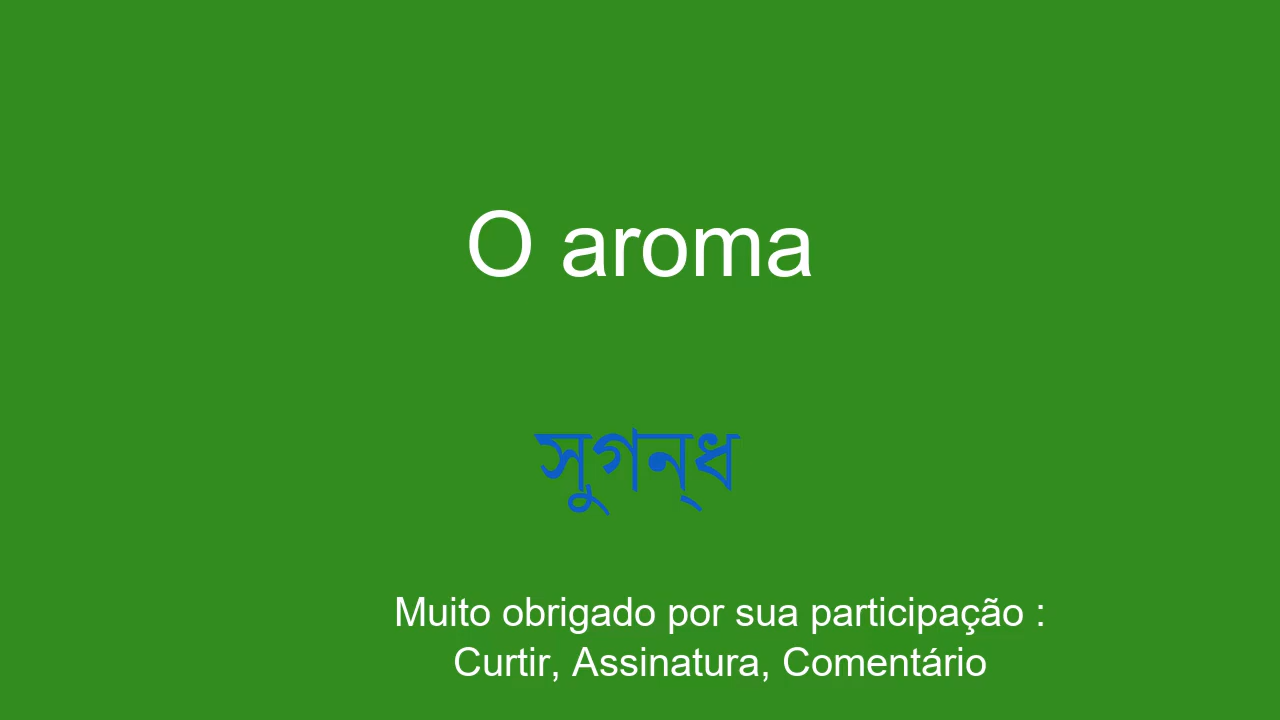 O aroma
সুগন্ধ
Muito obrigado por sua participação :
Curtir, Assinatura, Comentário